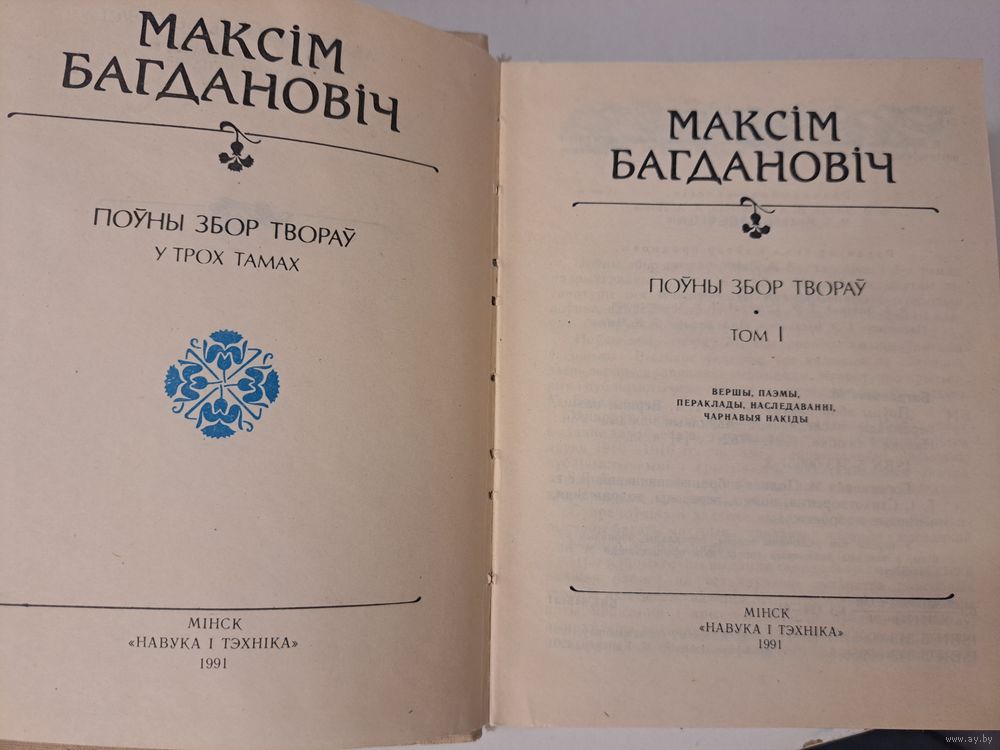 МАКСІМ
БАГДАНОВІЧ
ПОЎНЫ ЗБОР ТВОРАЎ
У ТРОХ ТАМАХ
МІНСК
«НАВУКА І ТЭХНІКА»
1991
МАКСІМ
БАГДАНОВІЧ
ПОЎНЫ ЗБОР ТВОРАЎ
ТОМ I
ВЕРШЫ, ПАЭМЫ,
ПЕРАКЛАДЫ, НАСЛЕДАВАННІ,
ЧАРНАВЫЯ НАКІДЫ
МІНСК
«НАВУКА І ТЭХНІКА»
1991
www.ay.by